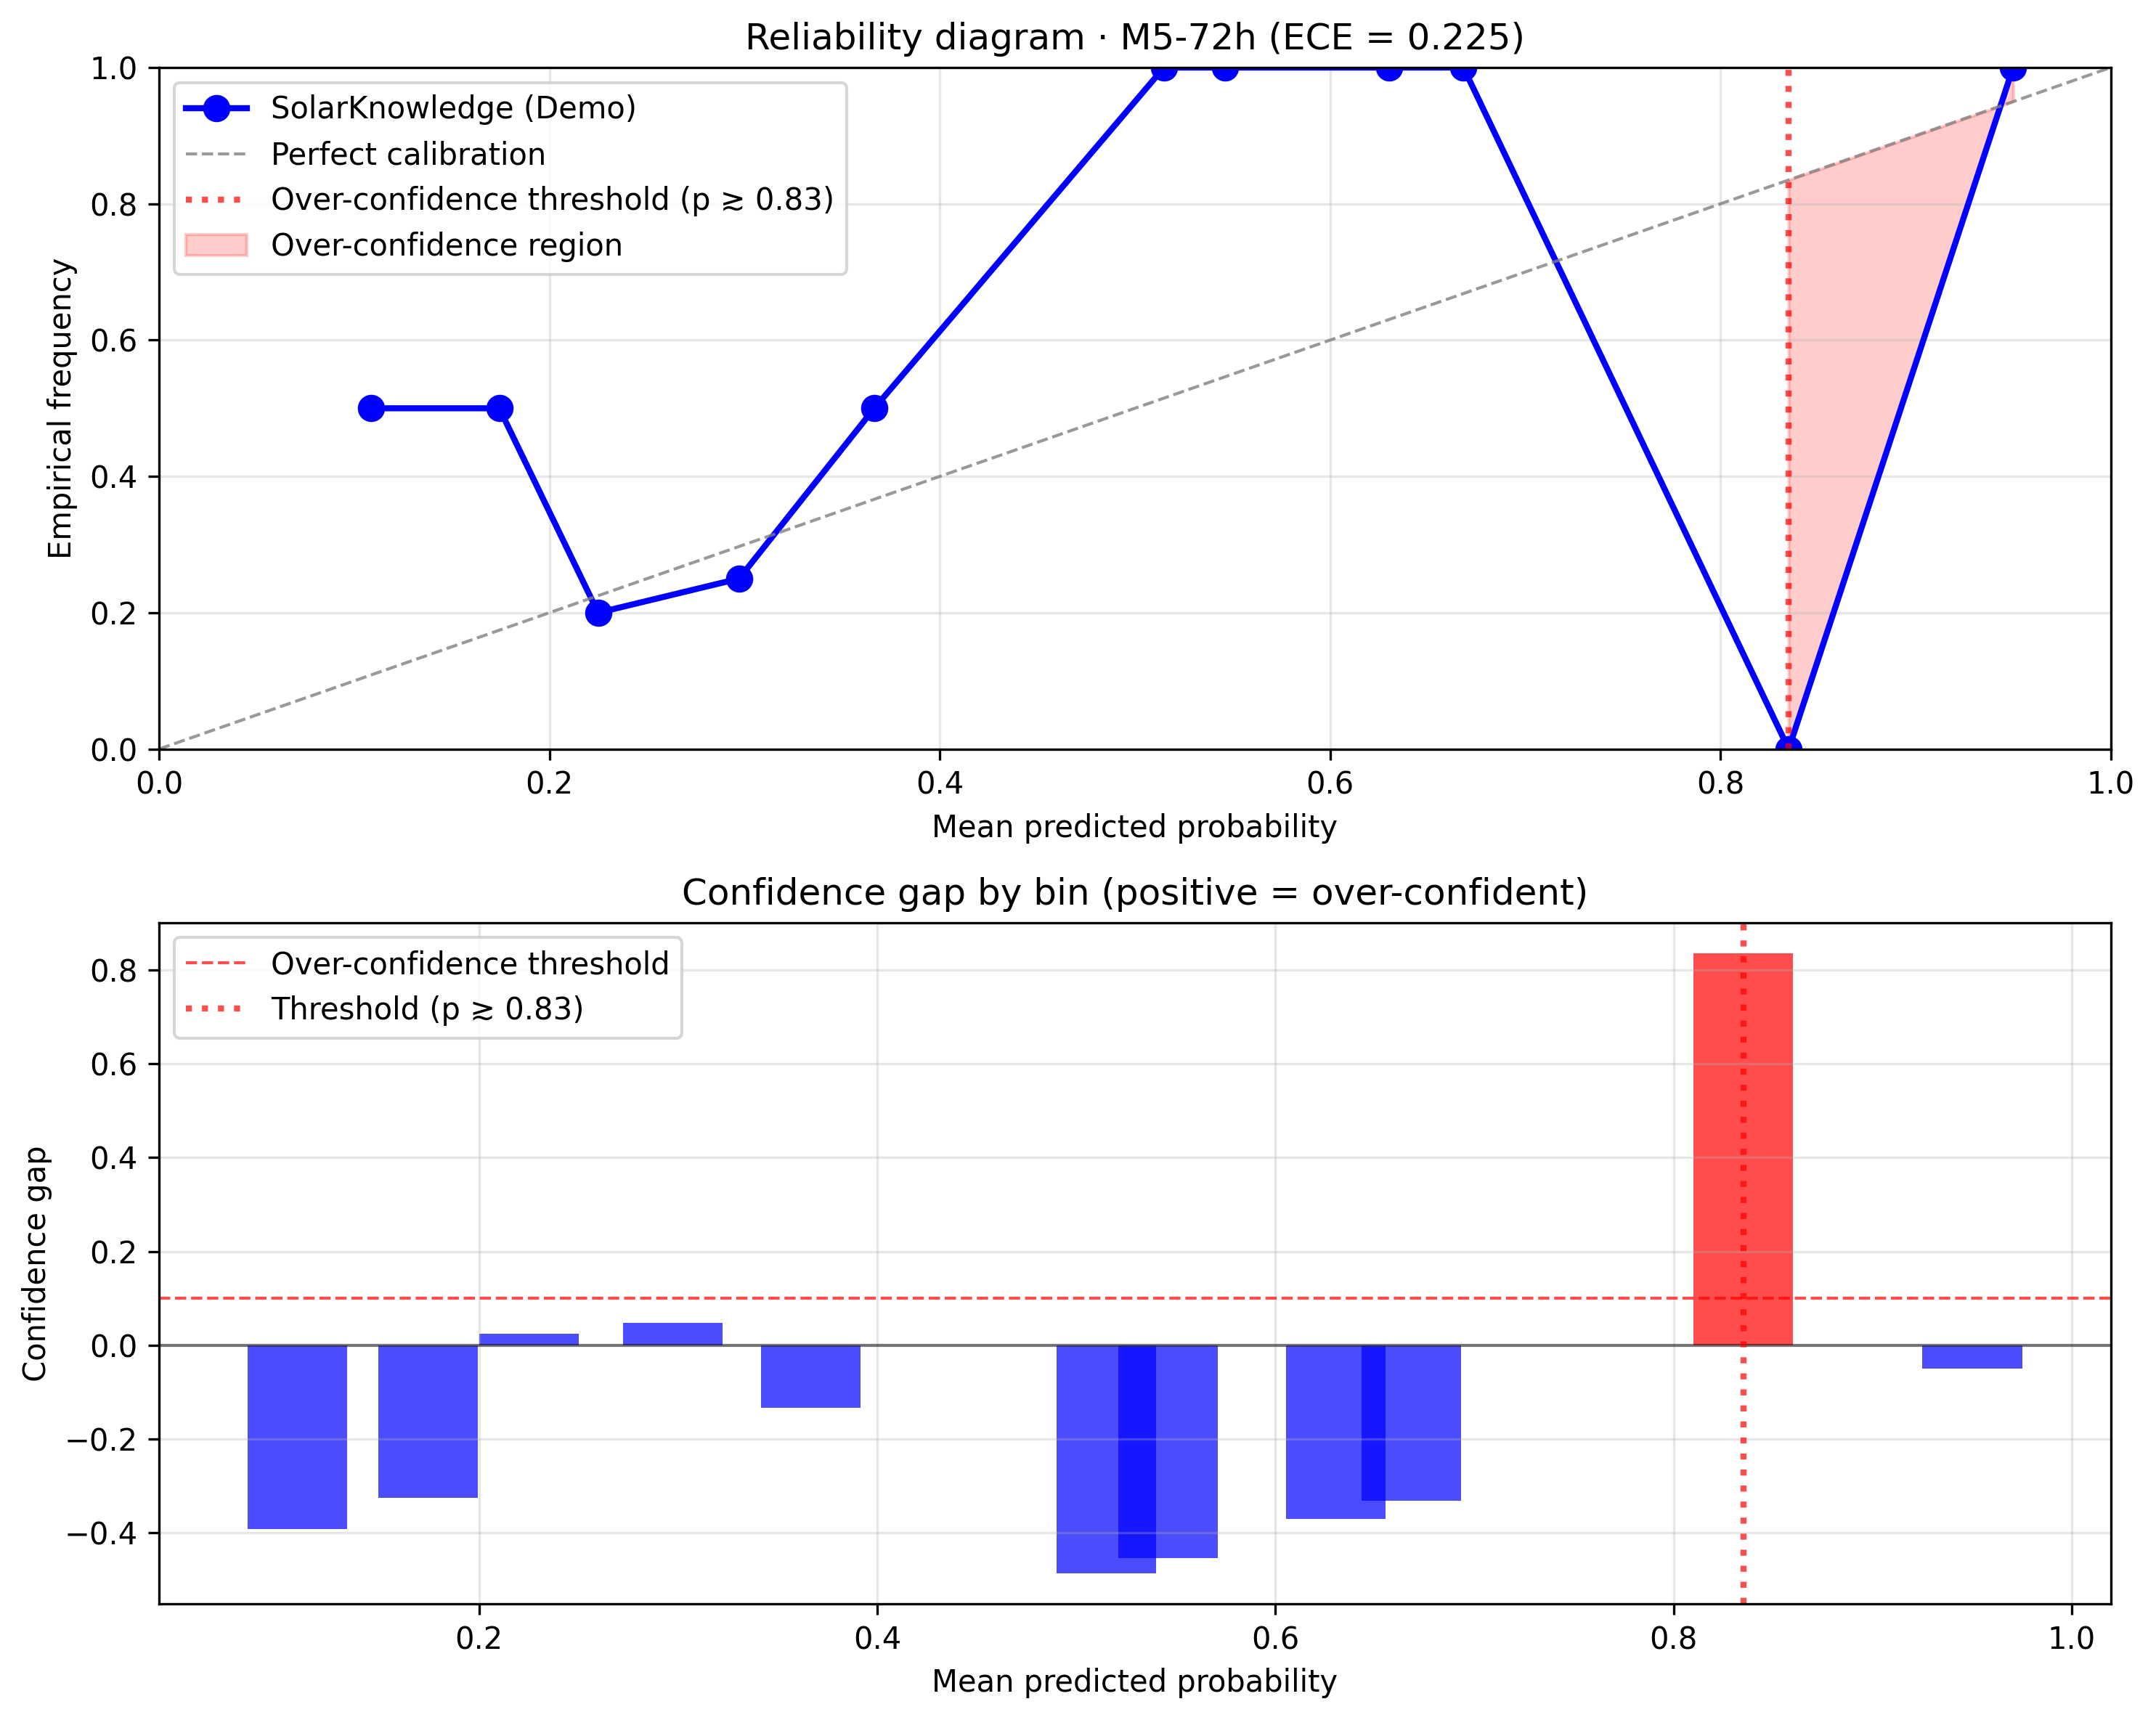 Reliability diagram · M5-72h (ECE = 0.225)
1.0
0.8
0.6
0.4
0.2
0.0
Empirical frequency
SolarKnowledge (Demo)
Perfect calibration
Over-confidence threshold (p ≳ 0.83)
Over-confidence region
0.0 0.2 0.4 0.6 0.8 1.0
Mean predicted probability
Confidence gap by bin (positive = over-confident)
0.8
0.6
0.4
0.2
0.0
−0.2
−0.4
Confidence gap
Over-confidence threshold
Threshold (p ≳ 0.83)
0.2 0.4 0.6 0.8 1.0
Mean predicted probability